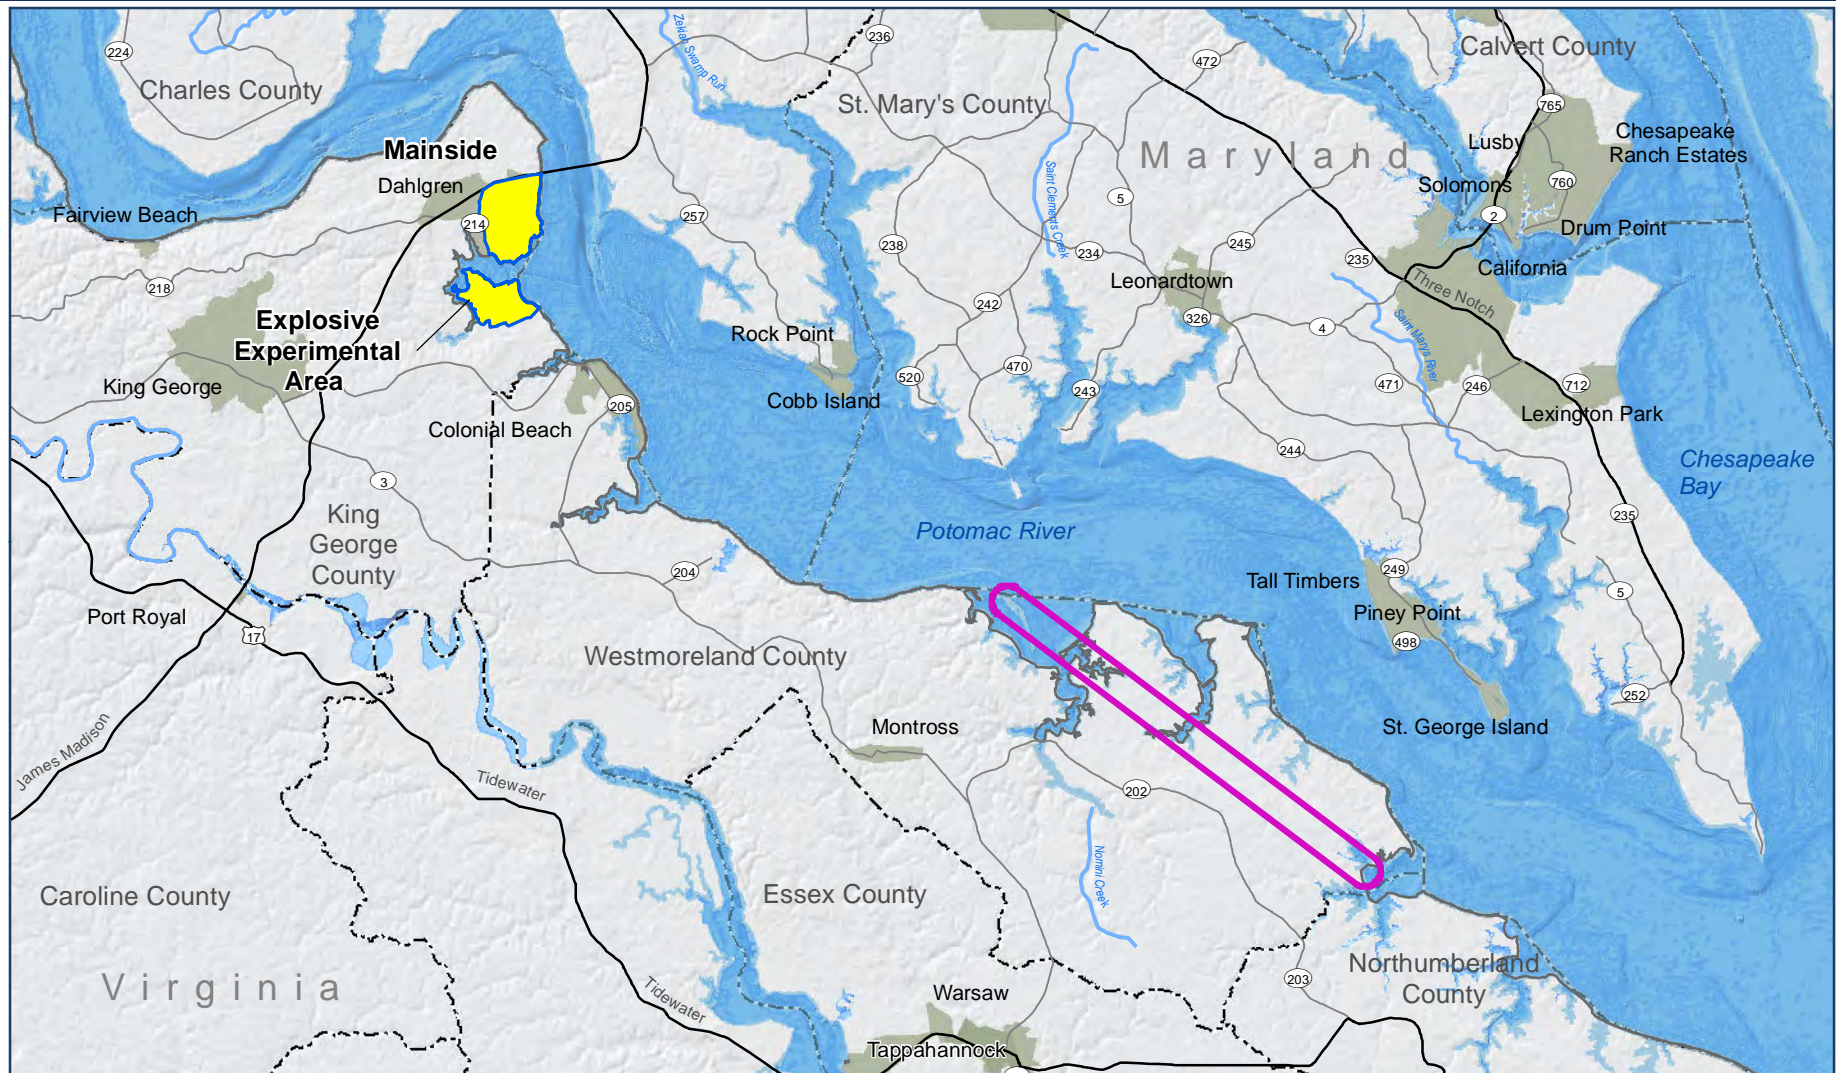 224
Charles County
Zekiah Swamp Run
236
St. Mary's County
472
Calvert County
765
Lusby
Chesapeake
Ranch Estates
Maryland
Mainside
Dahlgren
Fairview Beach
214
257
238
Saint Clements Creek
5
234
245
235
Solomons
760
2
Drum Point
California
218
Explosive
Experimental
Area
King George
Rock Point
242
Leonardtown
326
4
Three Notch
Saint Marys River
Cobb Island
520
470
243
471
246
712
Lexington Park
205
Colonial Beach
244
Chesapeake
Bay
3
King
George
County
Potomac River
235
204
Tall Timbers
249
Piney Point
498
5
Port Royal
17
Westmoreland County
252
St. George Island
Montross
James Madison
Tidewater
202
Nomini Creek
Caroline County
Essex County
Virginia
Tidewater
Warsaw
203
Northumberland
County
Tappahannock